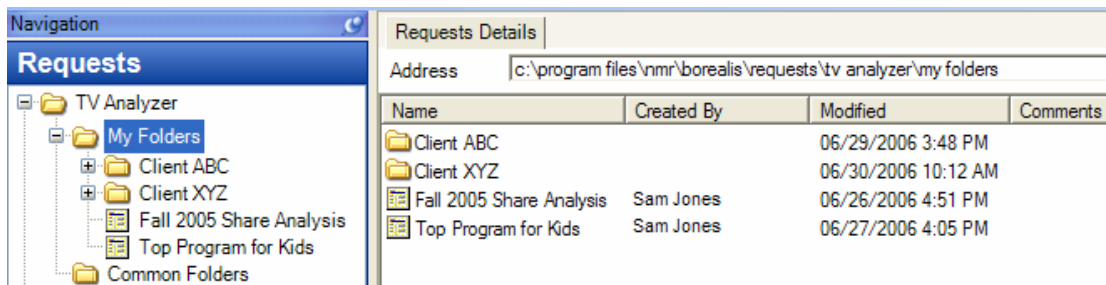 Navigation
Requests
TV Analyzer
My Folders
Client ABC
Client XYZ
Fall 2005 Share Analysis
Top Program for Kids
Common Folders
Requests Details
Address c:\program files\nmr\borealis\requests\tv analyzer\my folders
Name Created By Modified Comments
Client ABC 06/29/2006 3:48 PM
Client XYZ 06/30/2006 10:12 AM
Fall 2005 Share Analysis Sam Jones 06/26/2006 4:51 PM
Top Program for Kids Sam Jones 06/27/2006 4:05 PM